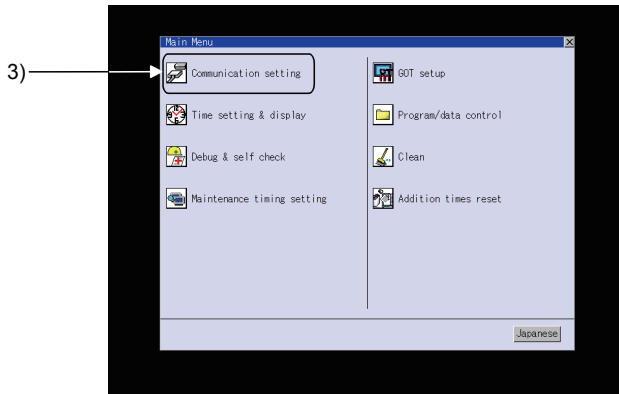 Main Menu
3)
Communication setting
GOT setup
Time setting & display
Program/data control
Debug & self check
Clean
Maintenance timing setting
Addition times reset
Japanese